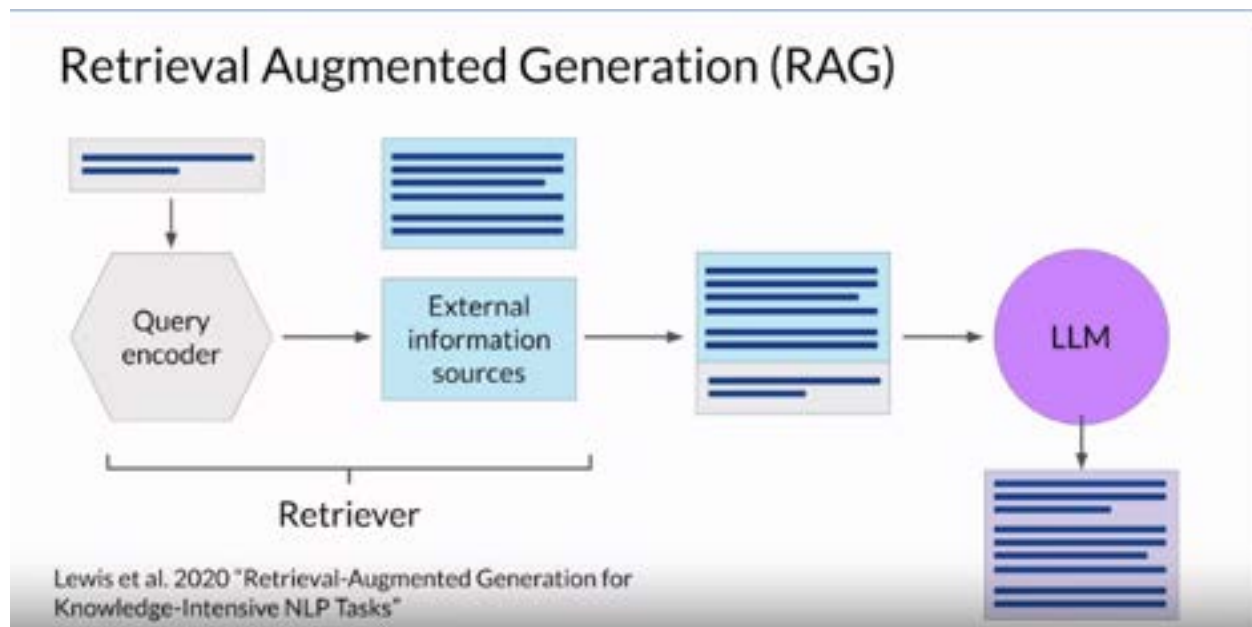 Retrieval Augmented Generation (RAG)
Query
encoder
External
information
sources
LLM
Retriever
Lewis et al. 2020 "Retrieval-Augmented Generation for
Knowledge-Intensive NLP Tasks"